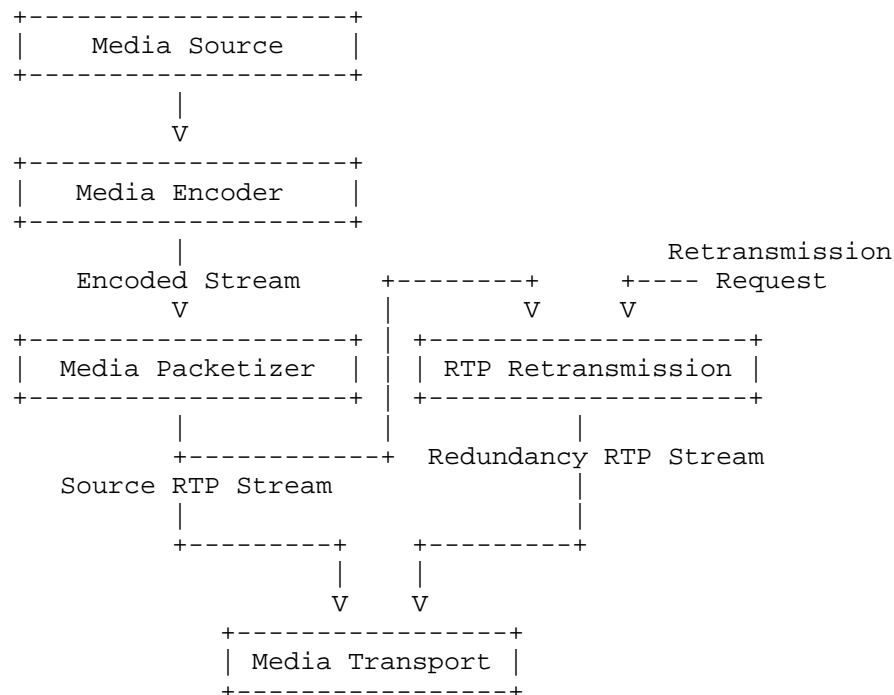 Media Source
Media Encoder
Retransmission
Encoded Stream
Request
Media Packetizer
RTP Retransmission
Redundancy RTP Stream
Source RTP Stream
Media Transport